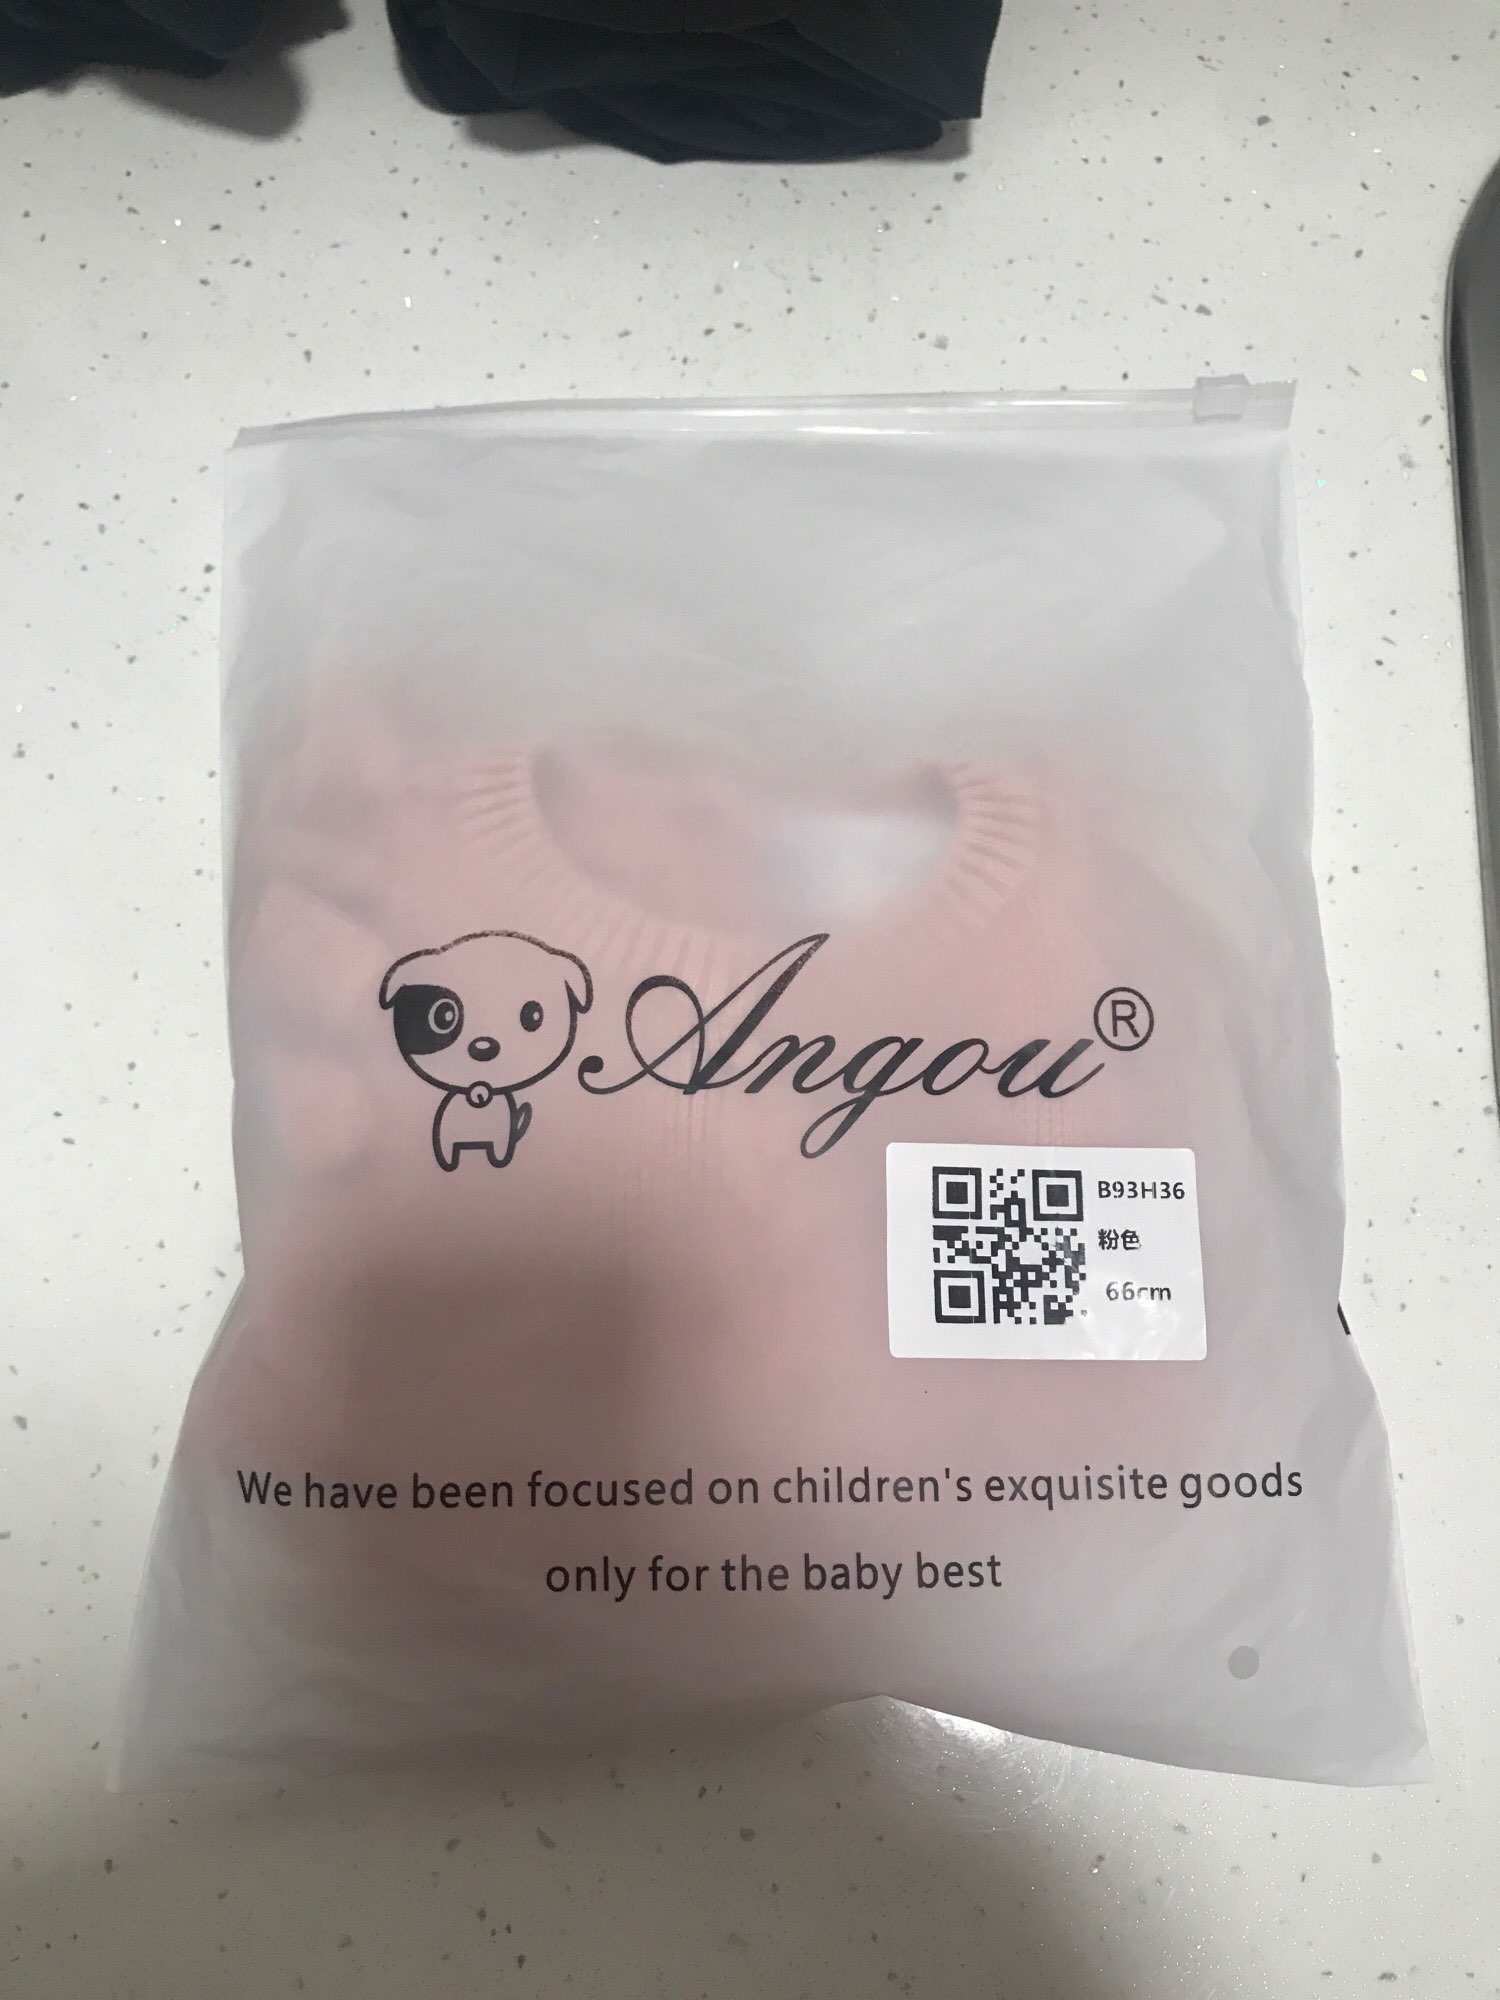 Angou®
B93H36
粉色
66cm
We have been focused on children's exquisite goods
only for the baby best